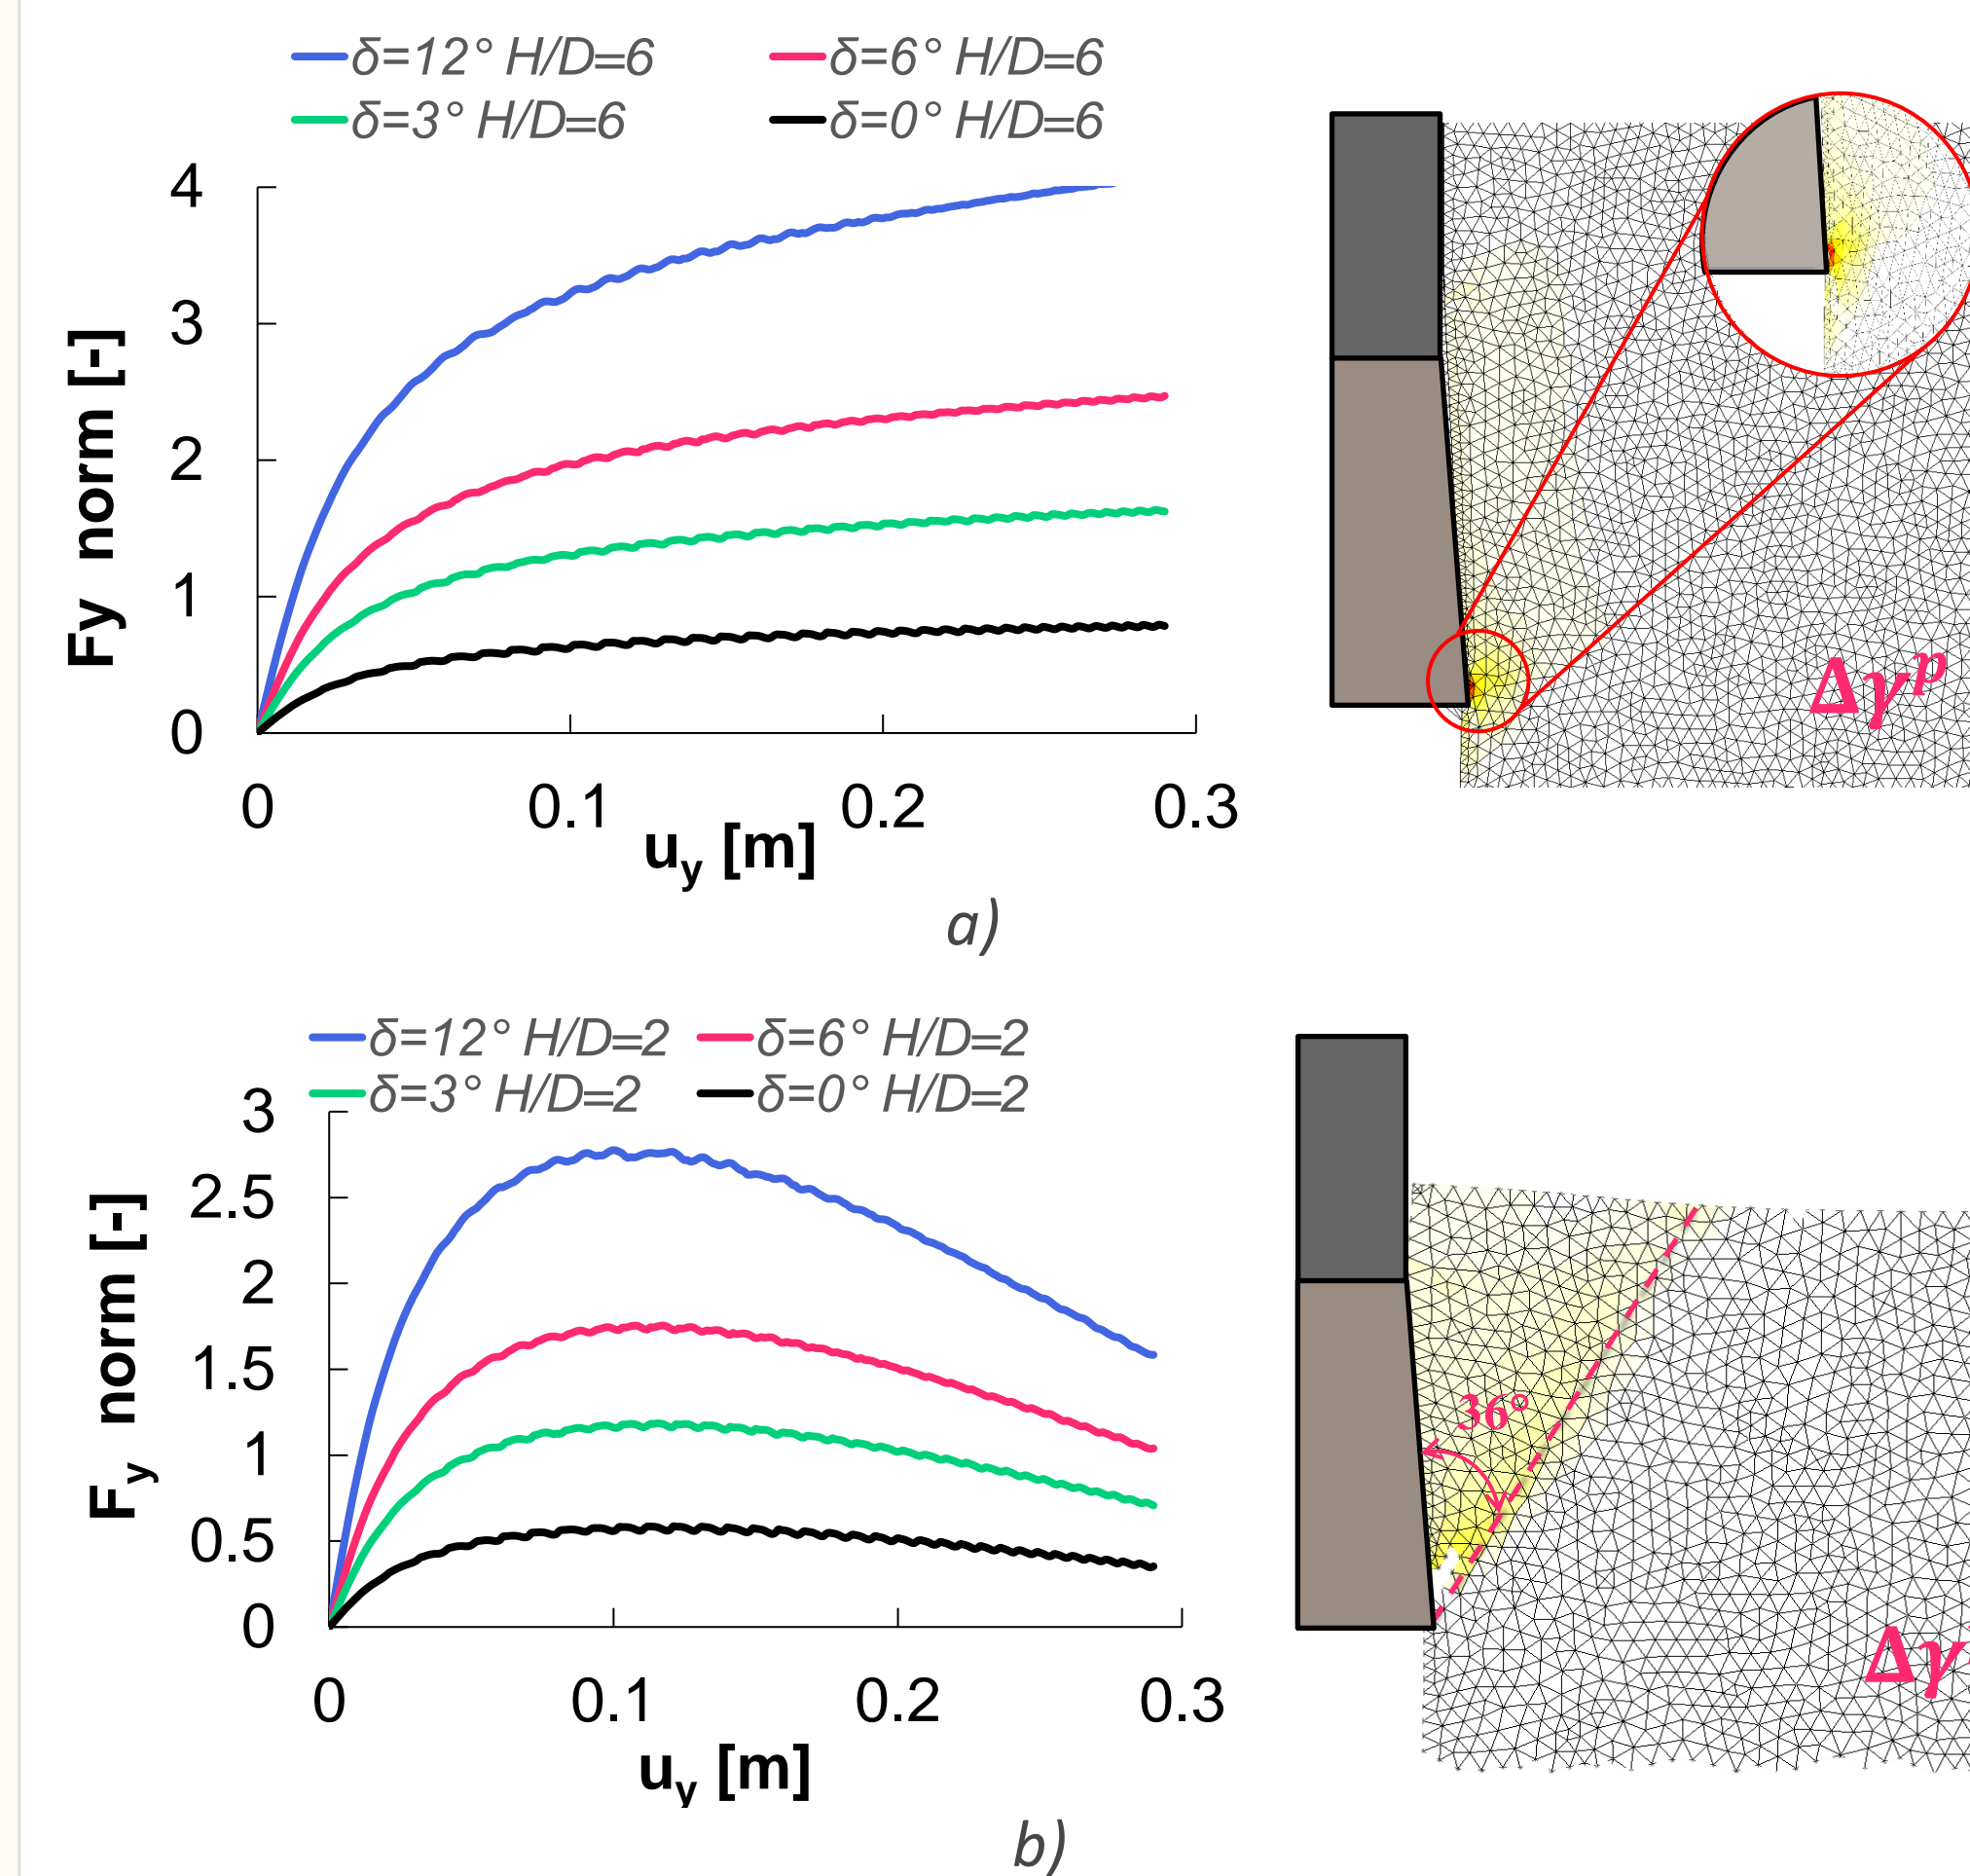 δ=12° H/D=6
δ=6° H/D=6
δ=3° H/D=6
δ=0° H/D=6
4
3
2
1
0
Fy norm [-]
0 0.1 0.2 0.3
uy [m]
Δγp
a)
δ=12° H/D=2
δ=6° H/D=2
δ=3° H/D=2
δ=0° H/D=2
3
2.5
2
1.5
1
0.5
0
Fy norm [-]
0 0.1 0.2 0.3
uy [m]
36°
Δγ
b)